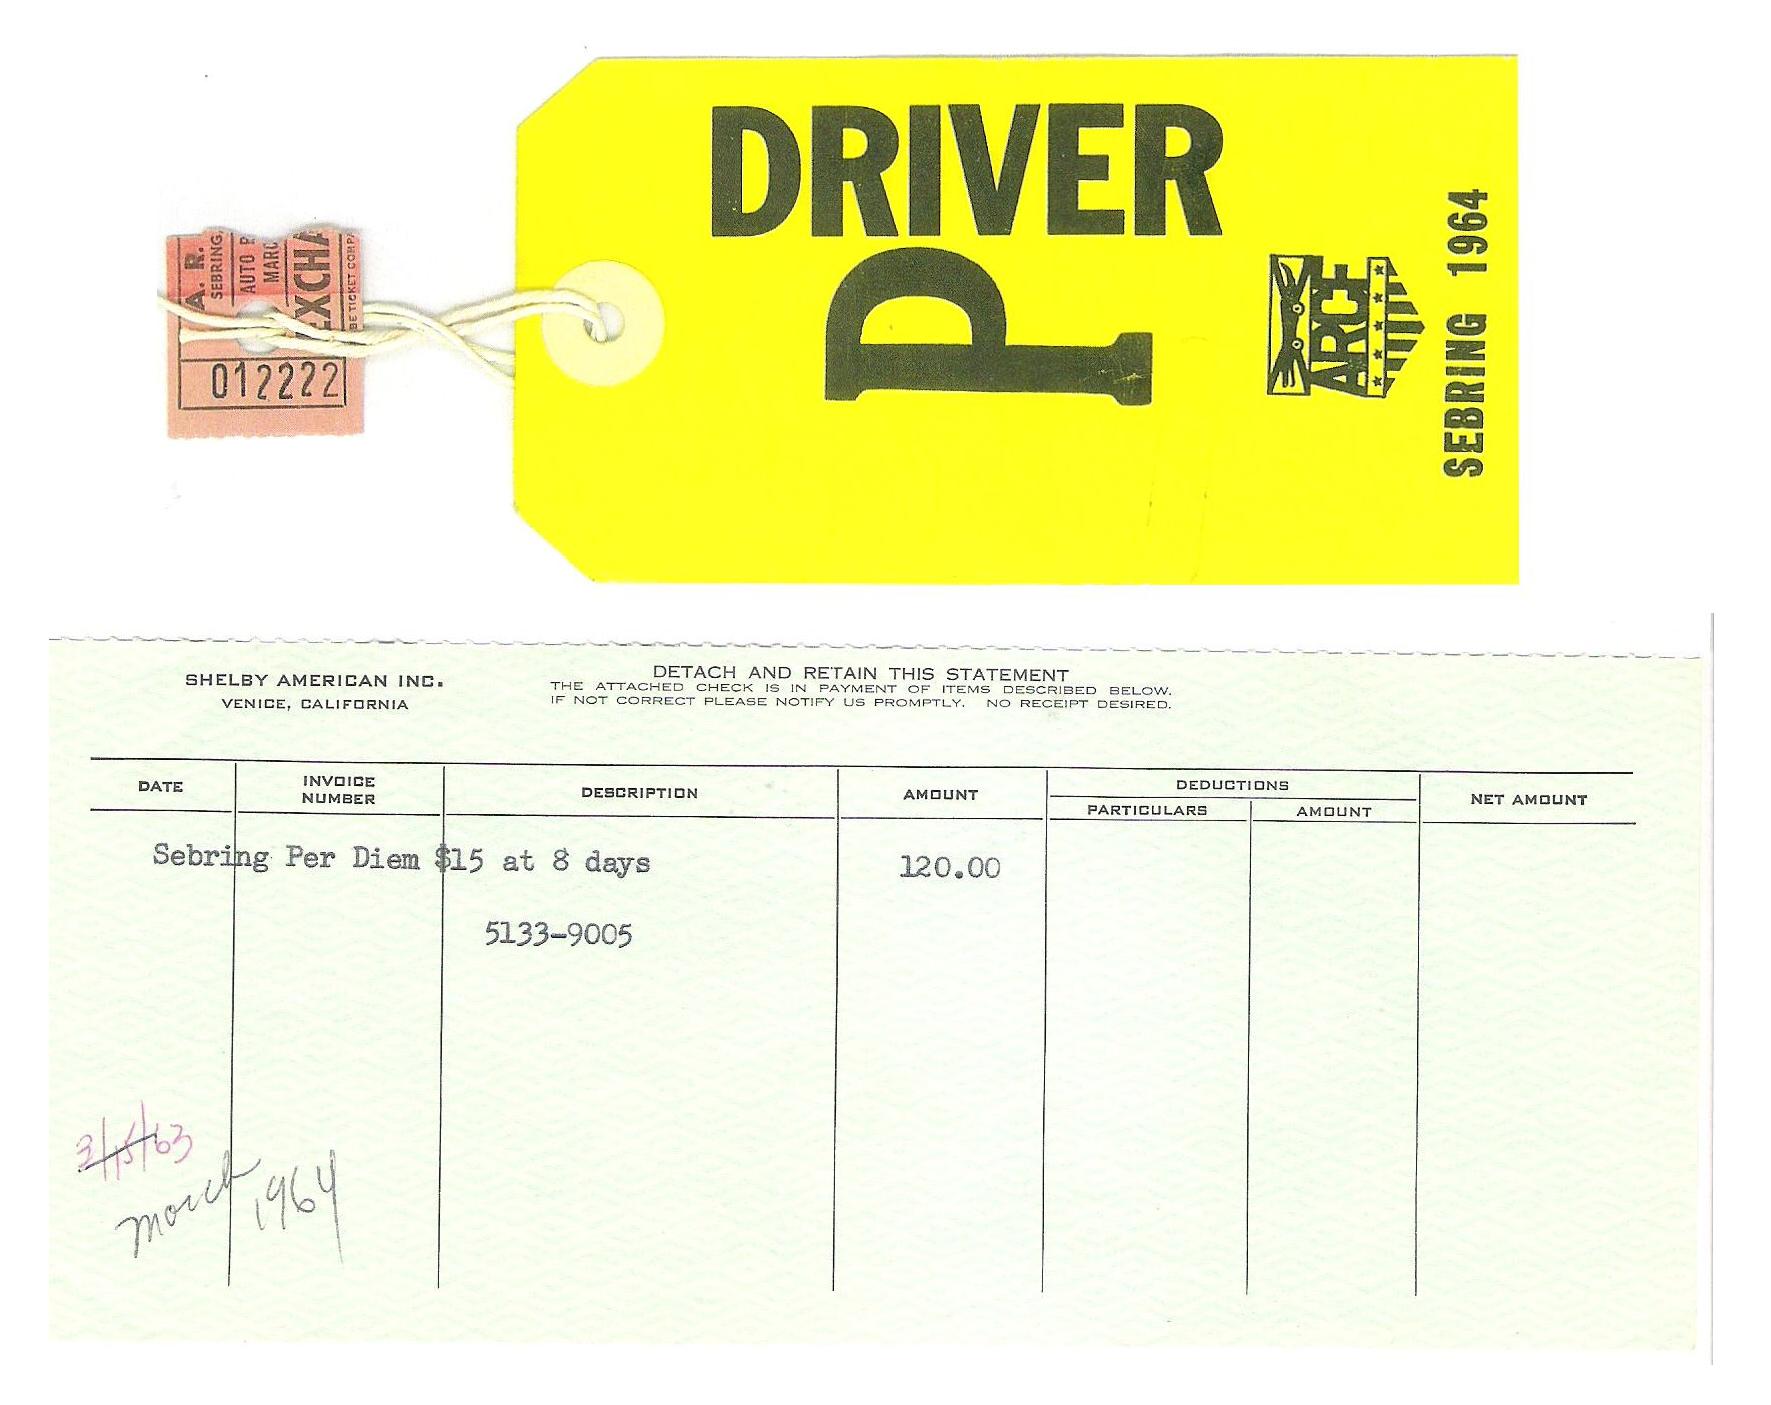 DRIVER
P
ARCE
SEBRING 1964
A. R.
SEBRING,
AUTO
EXCHA
012222
SHELBY AMERICAN INC.
VENICE, CALIFORNIA
DETACH AND RETAIN THIS STATEMENT
THE ATTACHED CHECK IS IN PAYMENT OF ITEMS DESCRIBED BELOW.
IF NOT CORRECT PLEASE NOTIFY US PROMPTLY. NO RECEIPT DESIRED.
DATE
INVOICE
NUMBER
DESCRIPTION
AMOUNT
DEDUCTIONS
PARTICULARS
AMOUNT
NET AMOUNT
Sebring Per Diem $15 at 8 days 120.00
5133-9005
3/15/63
March 1964